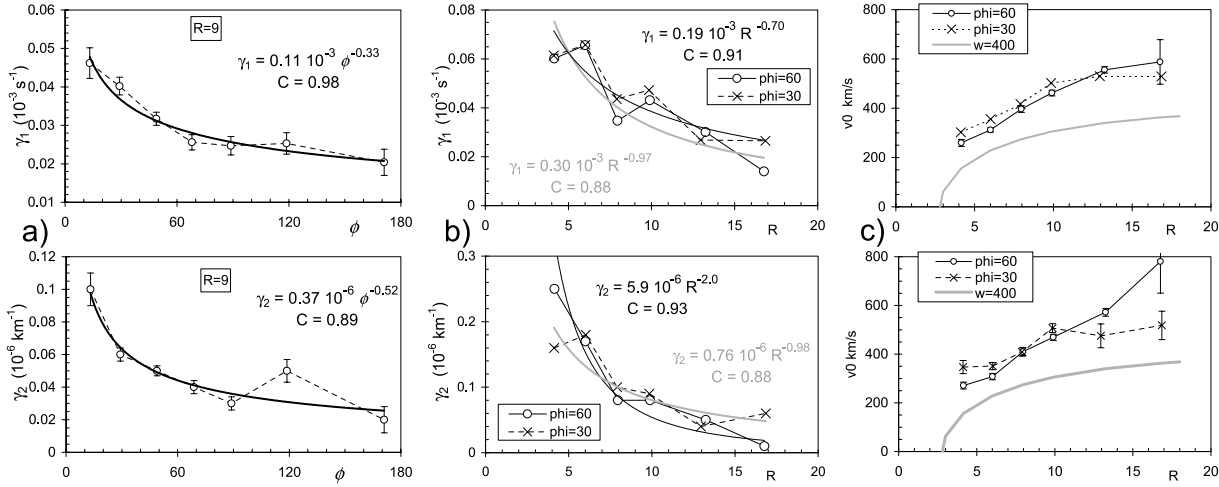 0.06
0.05
0.04
0.03
0.02
0.01
0
60
120
180
γ₁ (10⁻³ s⁻¹)
R=9
γ₁ = 0.11 10⁻³ ϕ⁻⁰·³³
C = 0.98
a)
ϕ
0.08
0.06
0.04
0.02
0
0
5
10
15
20
γ₁ (10⁻³ s⁻¹)
γ₁ = 0.19 10⁻³ R⁻⁰·⁷⁰
C = 0.91
phi=60
phi=30
γ₁ = 0.30 10⁻³ R⁻⁰·⁹⁷
C = 0.88
b)
R
800
600
400
200
0
0
5
10
15
20
v0 km/s
phi=60
phi=30
w=400
c)
R
0.12
0.1
0.08
0.06
0.04
0.02
0
0
60
120
180
γ₂ (10⁻⁶ km⁻¹)
R=9
γ₂ = 0.37 10⁻⁶ ϕ⁻⁰·⁵²
C = 0.89
ϕ
0.3
0.2
0.1
0
0
5
10
15
20
γ₂ (10⁻⁶ km⁻¹)
γ₂ = 5.9 10⁻⁶ R⁻²·⁰
C = 0.93
γ₂ = 0.76 10⁻⁶ R⁻⁰·⁹⁸
C = 0.88
phi=60
phi=30
R
800
600
400
200
0
0
5
10
15
20
v0 km/s
phi=60
phi=30
w=400
R